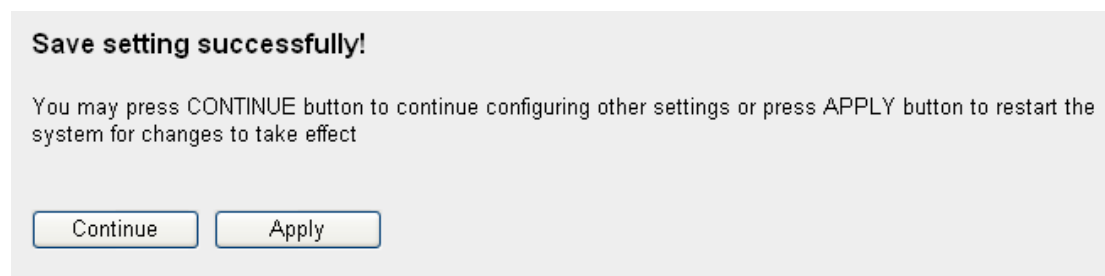 Save setting successfully!
You may press CONTINUE button to continue configuring other settings or press APPLY button to restart the
system for changes to take effect
Continue
Apply